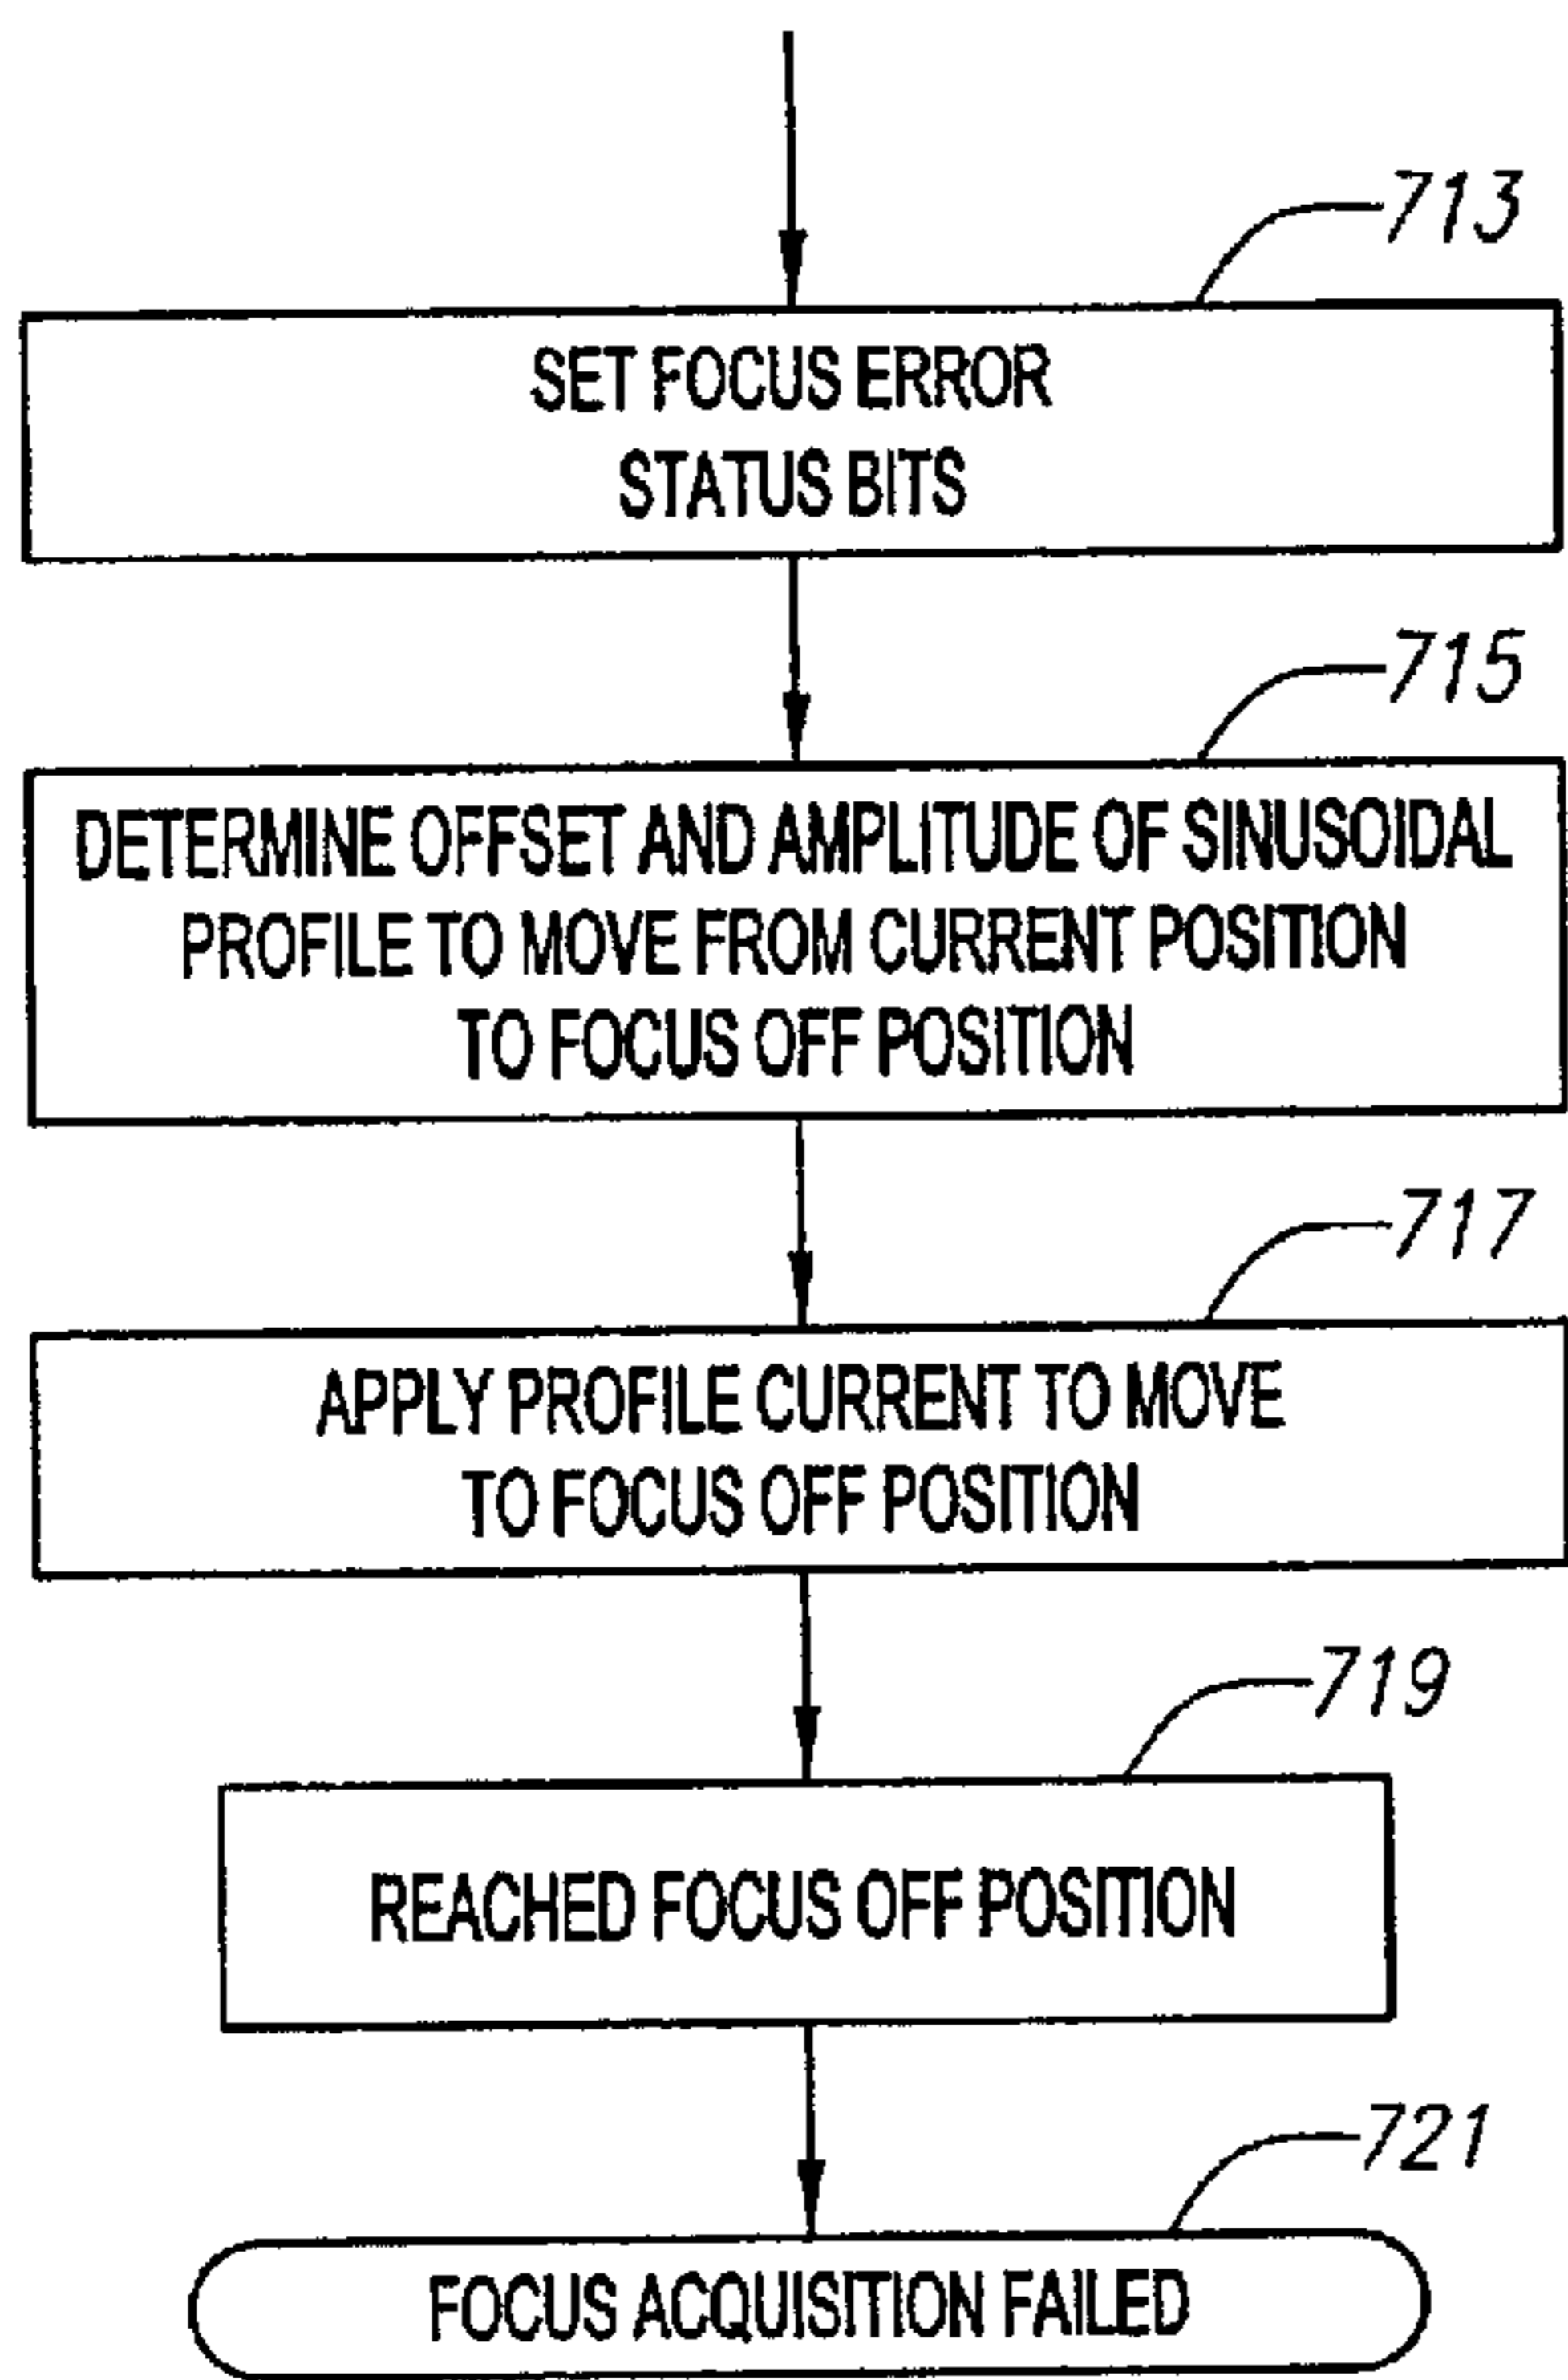 713
SET FOCUS ERROR
STATUS BITS
715
DETERMINE OFFSET AND AMPLITUDE OF SINUSOIDAL
PROFILE TO MOVE FROM CURRENT POSITION
TO FOCUS OFF POSITION
717
APPLY PROFILE CURRENT TO MOVE
TO FOCUS OFF POSITION
719
REACHED FOCUS OFF POSITION
721
FOCUS ACQUISITION FAILED